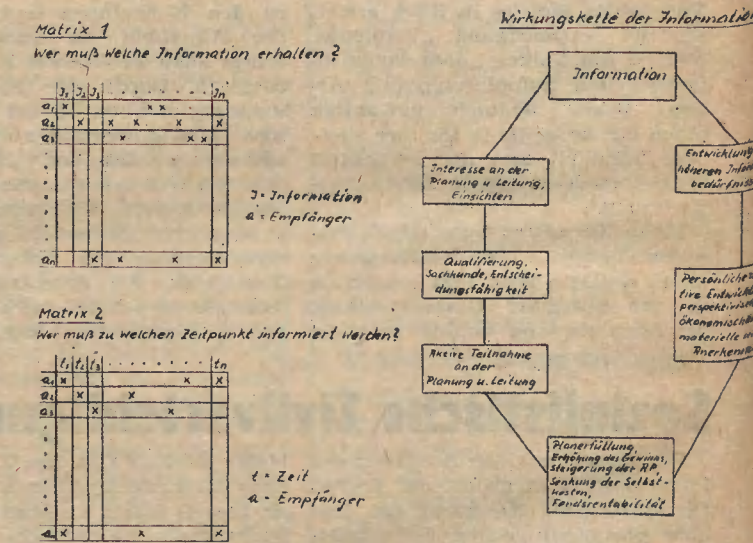 Matrix 1
Wer muß welche Information erhalten?
J₁ J₂ J₃ . . . . . . . Jn
a₁ x x x
a₂ x x x x x
a₃ x x x
an x x x x
J = Information
a = Empfänger
Matrix 2
Wer muß zu welchen Zeitpunkt informiert werden?
t₁ t₂ t₃ . . . . . . . tn
a₁ x x x
a₂ x x
a₃ x x
an x x x
t = Zeit
a = Empfänger
Wirkungskette der Information
Information
Interesse an der
Planung u. Leitung,
Einsichten
Qualifizierung,
Sachkunde, Entschei-
dungsfähigkeit
Aktive Teilnahme
an der
Planung u. Leitung
Planerfüllung,
Erhöhung des Gewinns,
Steigerung der AP,
Senkung der Selbst-
kosten,
Fondsrentabilität
Entwicklung
höheren Infor
bedürfnis
Persönliche
tive Entwickl
perspektivisch
ökonomisch
materielle
Anerkenn